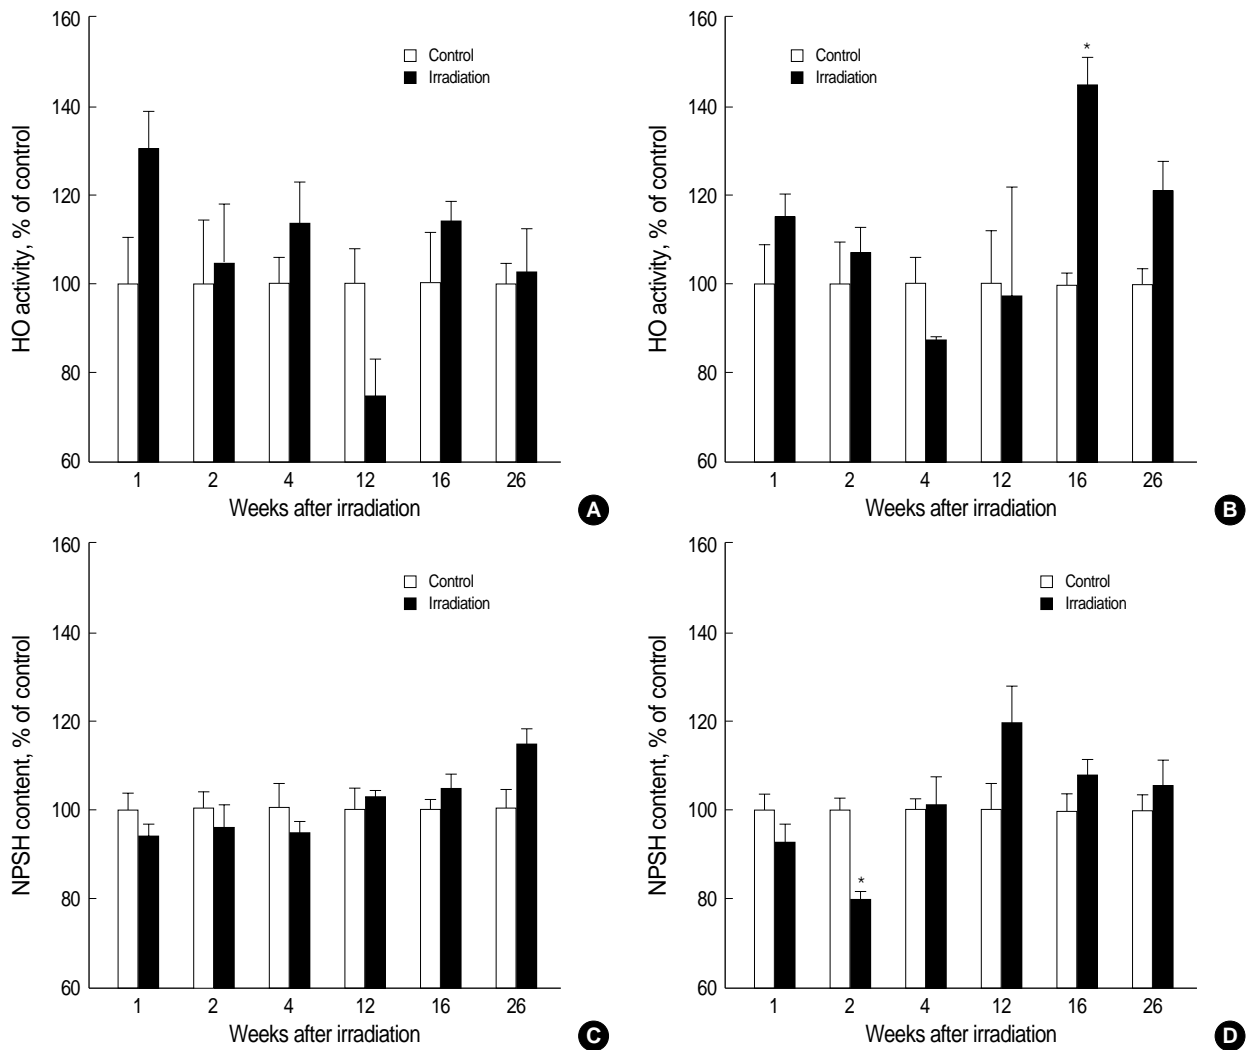 160
140
120
100
80
60
HO activity, % of control
Control
Irradiation
*
1 2 4 12 16 26
Weeks after irradiation
A
160
140
120
100
80
60
HO activity, % of control
Control
Irradiation
*
1 2 4 12 16 26
Weeks after irradiation
B
160
140
120
100
80
60
NPSH content, % of control
Control
Irradiation
1 2 4 12 16 26
Weeks after irradiation
C
160
140
120
100
80
60
NPSH content, % of control
Control
Irradiation
*
1 2 4 12 16 26
Weeks after irradiation
D